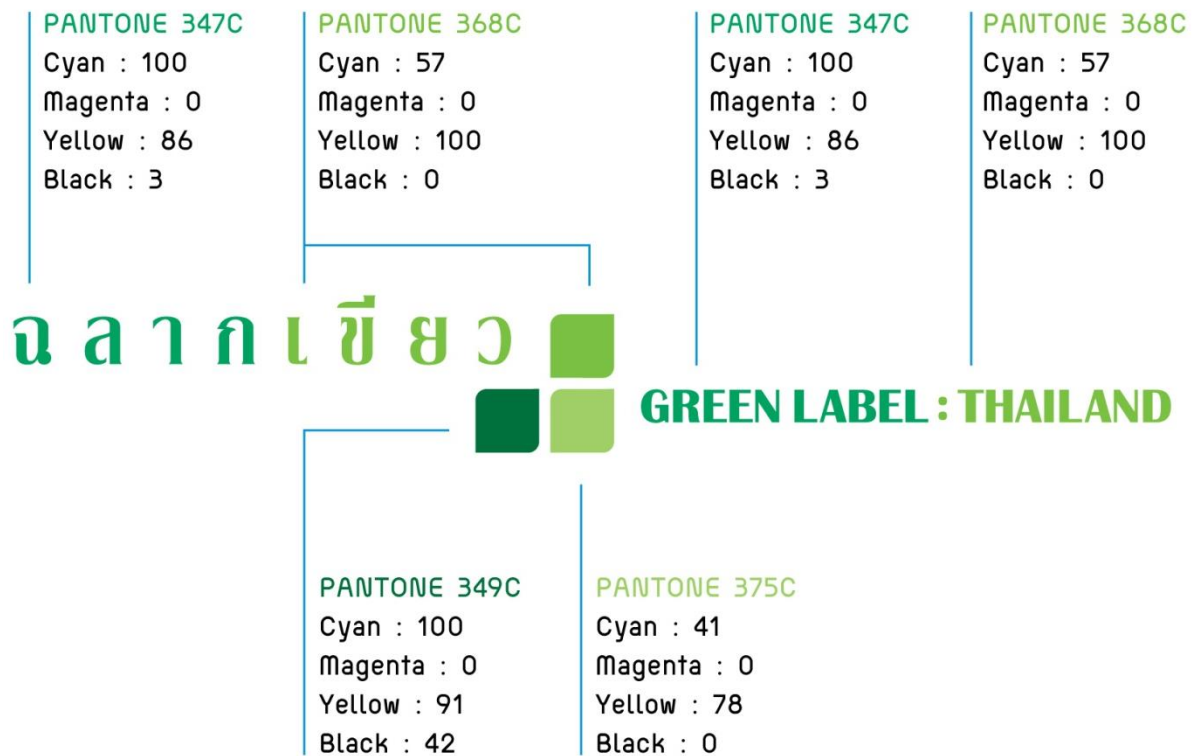 PANTONE 347C
Cyan : 100
Magenta : 0
Yellow : 86
Black : 3
PANTONE 368C
Cyan : 57
Magenta : 0
Yellow : 100
Black : 0
PANTONE 347C
Cyan : 100
Magenta : 0
Yellow : 86
Black : 3
PANTONE 368C
Cyan : 57
Magenta : 0
Yellow : 100
Black : 0
ฉลากเขียว
GREEN LABEL : THAILAND
PANTONE 349C
Cyan : 100
Magenta : 0
Yellow : 91
Black : 42
PANTONE 375C
Cyan : 41
Magenta : 0
Yellow : 78
Black : 0